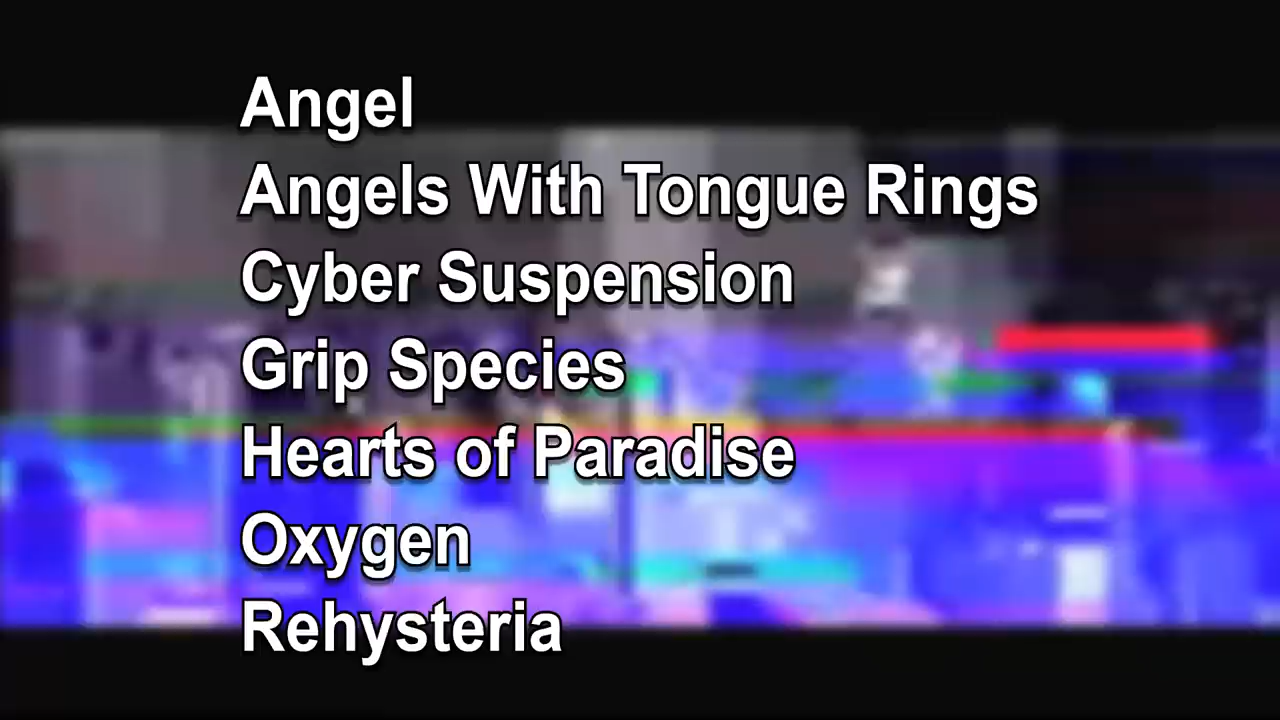 Angel
Angels With Tongue Rings
Cyber Suspension
Grip Species
Hearts of Paradise
Oxygen
Rehysteria